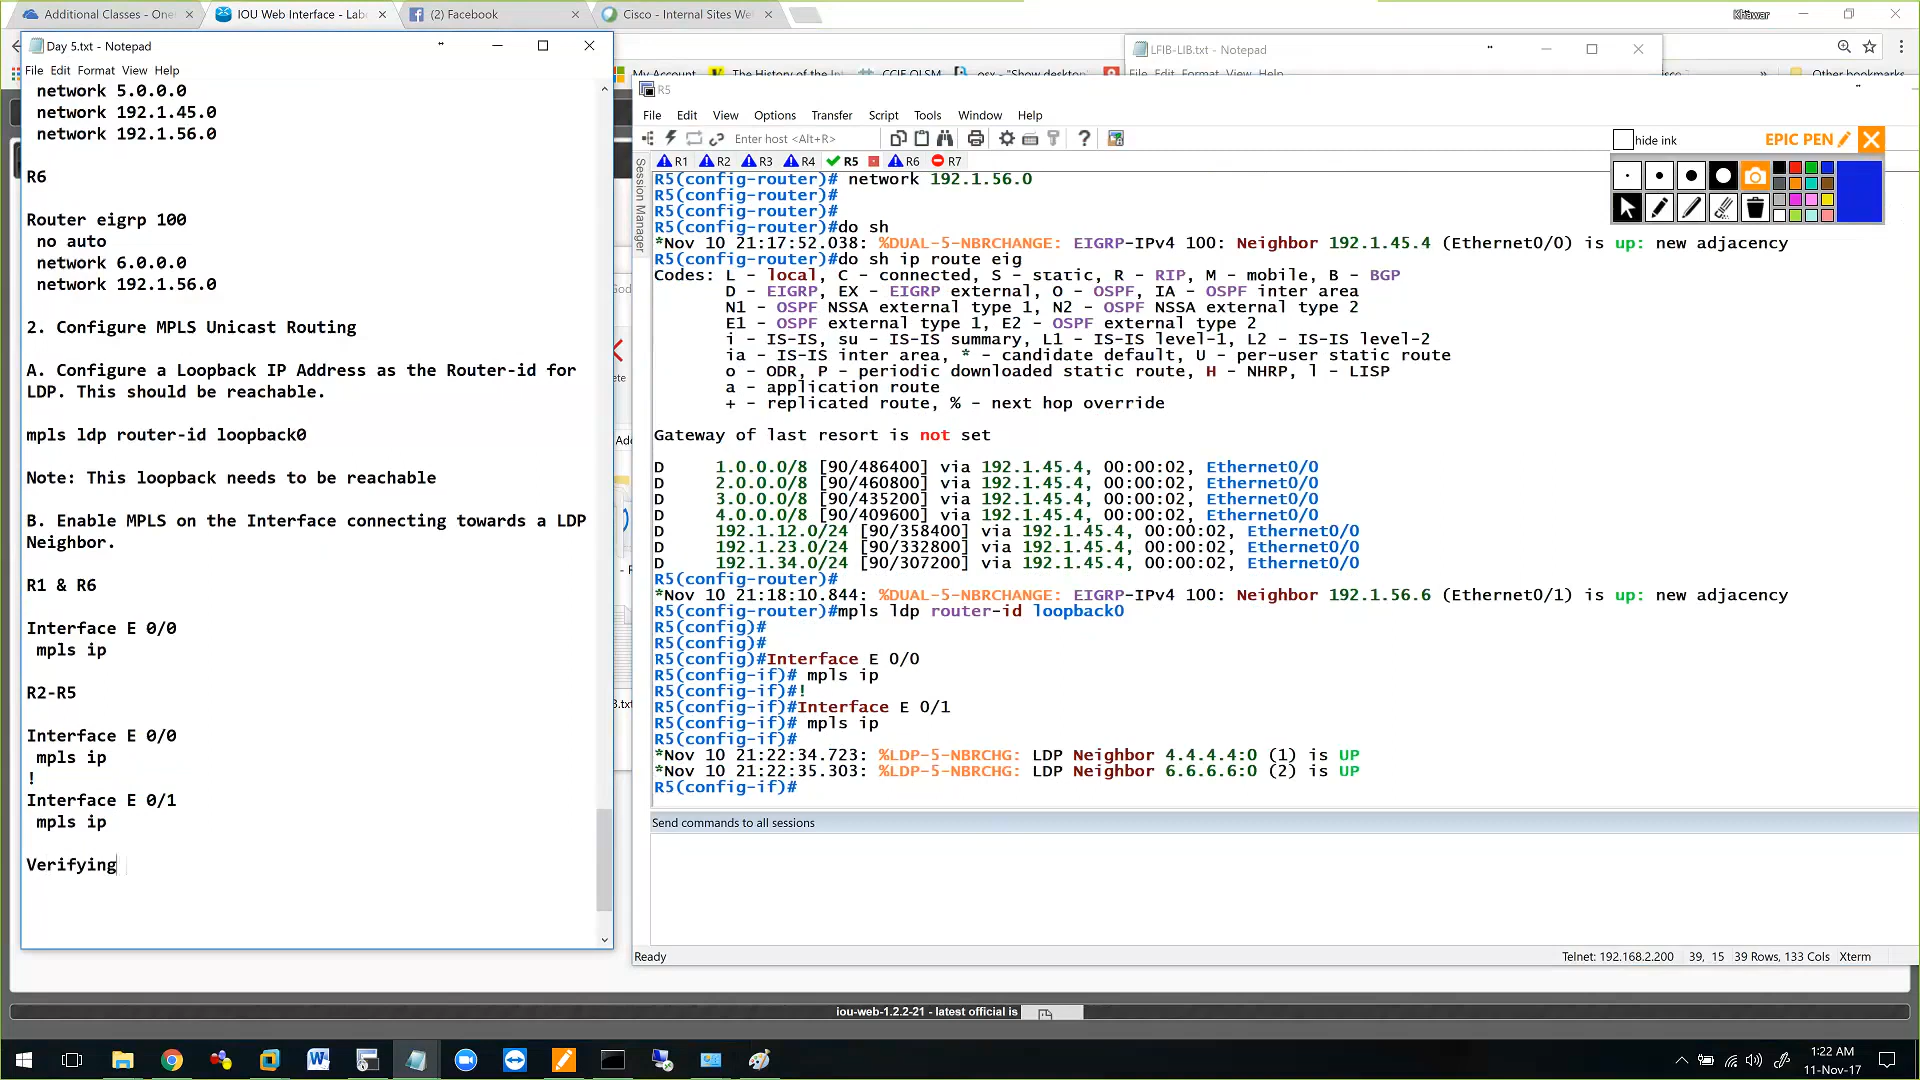 Additional Classes - One
IOU Web Interface - Lab
(2) Facebook
Cisco - Internal Sites We
Khawar
Day 5.txt - Notepad
File Edit Format View Help
network 5.0.0.0
network 192.1.45.0
network 192.1.56.0
R6
Router eigrp 100
no auto
network 6.0.0.0
network 192.1.56.0
2. Configure MPLS Unicast Routing
A. Configure a Loopback IP Address as the Router-id for
LDP. This should be reachable.
mpls ldp router-id loopback0
Note: This loopback needs to be reachable
B. Enable MPLS on the Interface connecting towards a LDP
Neighbor.
R1 & R6
Interface E 0/0
mpls ip
R2-R5
Interface E 0/0
mpls ip
!
Interface E 0/1
mpls ip
Verifying
LFIB-LIB.txt - Notepad
File Edit Format View Help
My Account
The History of the In
CCIE QLSM
osx - "Show desktop
Other bookmarks
R5
File Edit View Options Transfer Script Tools Window Help
Enter host <Alt+R>
hide ink
EPIC PEN
Session Manager
R1 R2 R3 R4 R5 R6 R7
R5(config-router)# network 192.1.56.0
R5(config-router)#
R5(config-router)#
R5(config-router)#do sh
*Nov 10 21:17:52.038: %DUAL-5-NBRCHANGE: EIGRP-IPv4 100: Neighbor 192.1.45.4 (Ethernet0/0) is up: new adjacency
R5(config-router)#do sh ip route eig
Codes: L - local, C - connected, S - static, R - RIP, M - mobile, B - BGP
D - EIGRP, EX - EIGRP external, O - OSPF, IA - OSPF inter area
N1 - OSPF NSSA external type 1, N2 - OSPF NSSA external type 2
E1 - OSPF external type 1, E2 - OSPF external type 2
i - IS-IS, su - IS-IS summary, L1 - IS-IS level-1, L2 - IS-IS level-2
ia - IS-IS inter area, * - candidate default, U - per-user static route
o - ODR, P - periodic downloaded static route, H - NHRP, l - LISP
a - application route
+ - replicated route, % - next hop override
Gateway of last resort is not set
D 1.0.0.0/8 [90/486400] via 192.1.45.4, 00:00:02, Ethernet0/0
D 2.0.0.0/8 [90/460800] via 192.1.45.4, 00:00:02, Ethernet0/0
D 3.0.0.0/8 [90/435200] via 192.1.45.4, 00:00:02, Ethernet0/0
D 4.0.0.0/8 [90/409600] via 192.1.45.4, 00:00:02, Ethernet0/0
D 192.1.12.0/24 [90/358400] via 192.1.45.4, 00:00:02, Ethernet0/0
D 192.1.23.0/24 [90/332800] via 192.1.45.4, 00:00:02, Ethernet0/0
D 192.1.34.0/24 [90/307200] via 192.1.45.4, 00:00:02, Ethernet0/0
R5(config-router)#
*Nov 10 21:18:10.844: %DUAL-5-NBRCHANGE: EIGRP-IPv4 100: Neighbor 192.1.56.6 (Ethernet0/1) is up: new adjacency
R5(config-router)#mpls ldp router-id loopback0
R5(config)#
R5(config)#
R5(config)#Interface E 0/0
R5(config-if)# mpls ip
R5(config-if)#!
R5(config-if)#Interface E 0/1
R5(config-if)# mpls ip
R5(config-if)#
*Nov 10 21:22:34.723: %LDP-5-NBRCHG: LDP Neighbor 4.4.4.4:0 (1) is UP
*Nov 10 21:22:35.303: %LDP-5-NBRCHG: LDP Neighbor 6.6.6.6:0 (2) is UP
R5(config-if)#
Send commands to all sessions
Ready
Telnet: 192.168.2.200 39, 15 39 Rows, 133 Cols Xterm
iou-web-1.2.2-21 - latest official is
1:22 AM
11-Nov-17